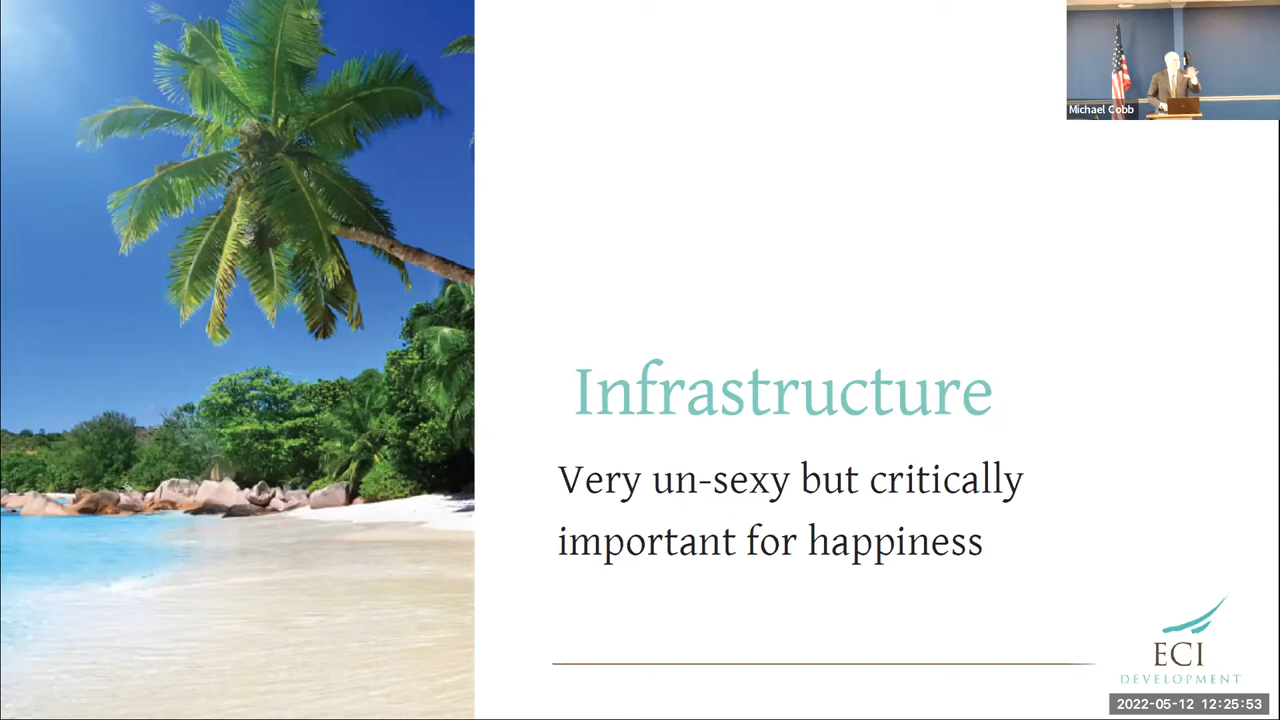 Michael Cobb
Infrastructure
Very un-sexy but critically
important for happiness
ECI
DEVELOPMENT
2022-05-12 12:25:53